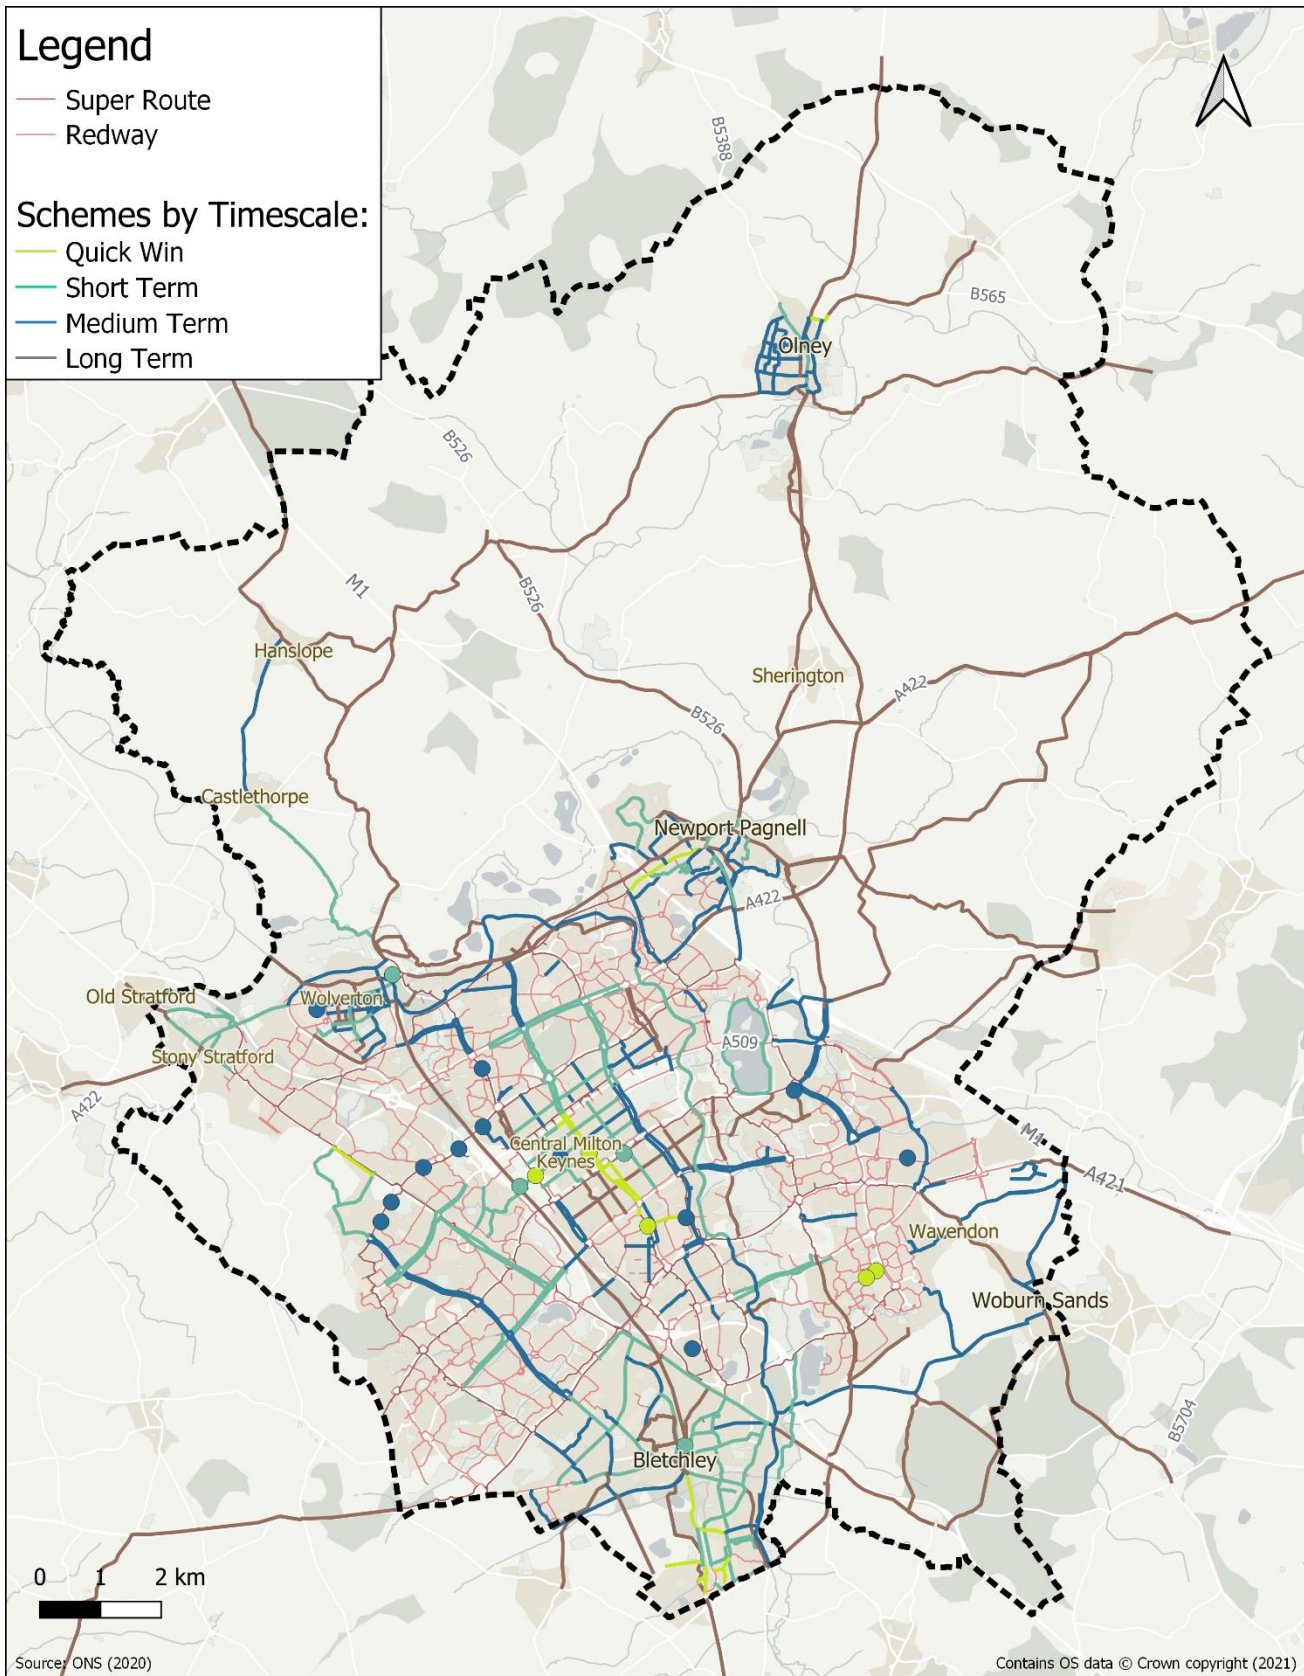 Legend
Super Route
Redway
Schemes by Timescale:
Quick Win
Short Term
Medium Term
Long Term
B5388
B565
Olney
B526
M1
B526
Hanslope
Sherington
A422
B526
Castlethorpe
Newport Pagnell
A422
Old Stratford
Wolverton
Stony Stratford
A509
A422
Central Milton
Keynes
M1
A421
Wavendon
Woburn Sands
B5704
Bletchley
0 1 2 km
Source: ONS (2020)
Contains OS data © Crown copyright (2021)